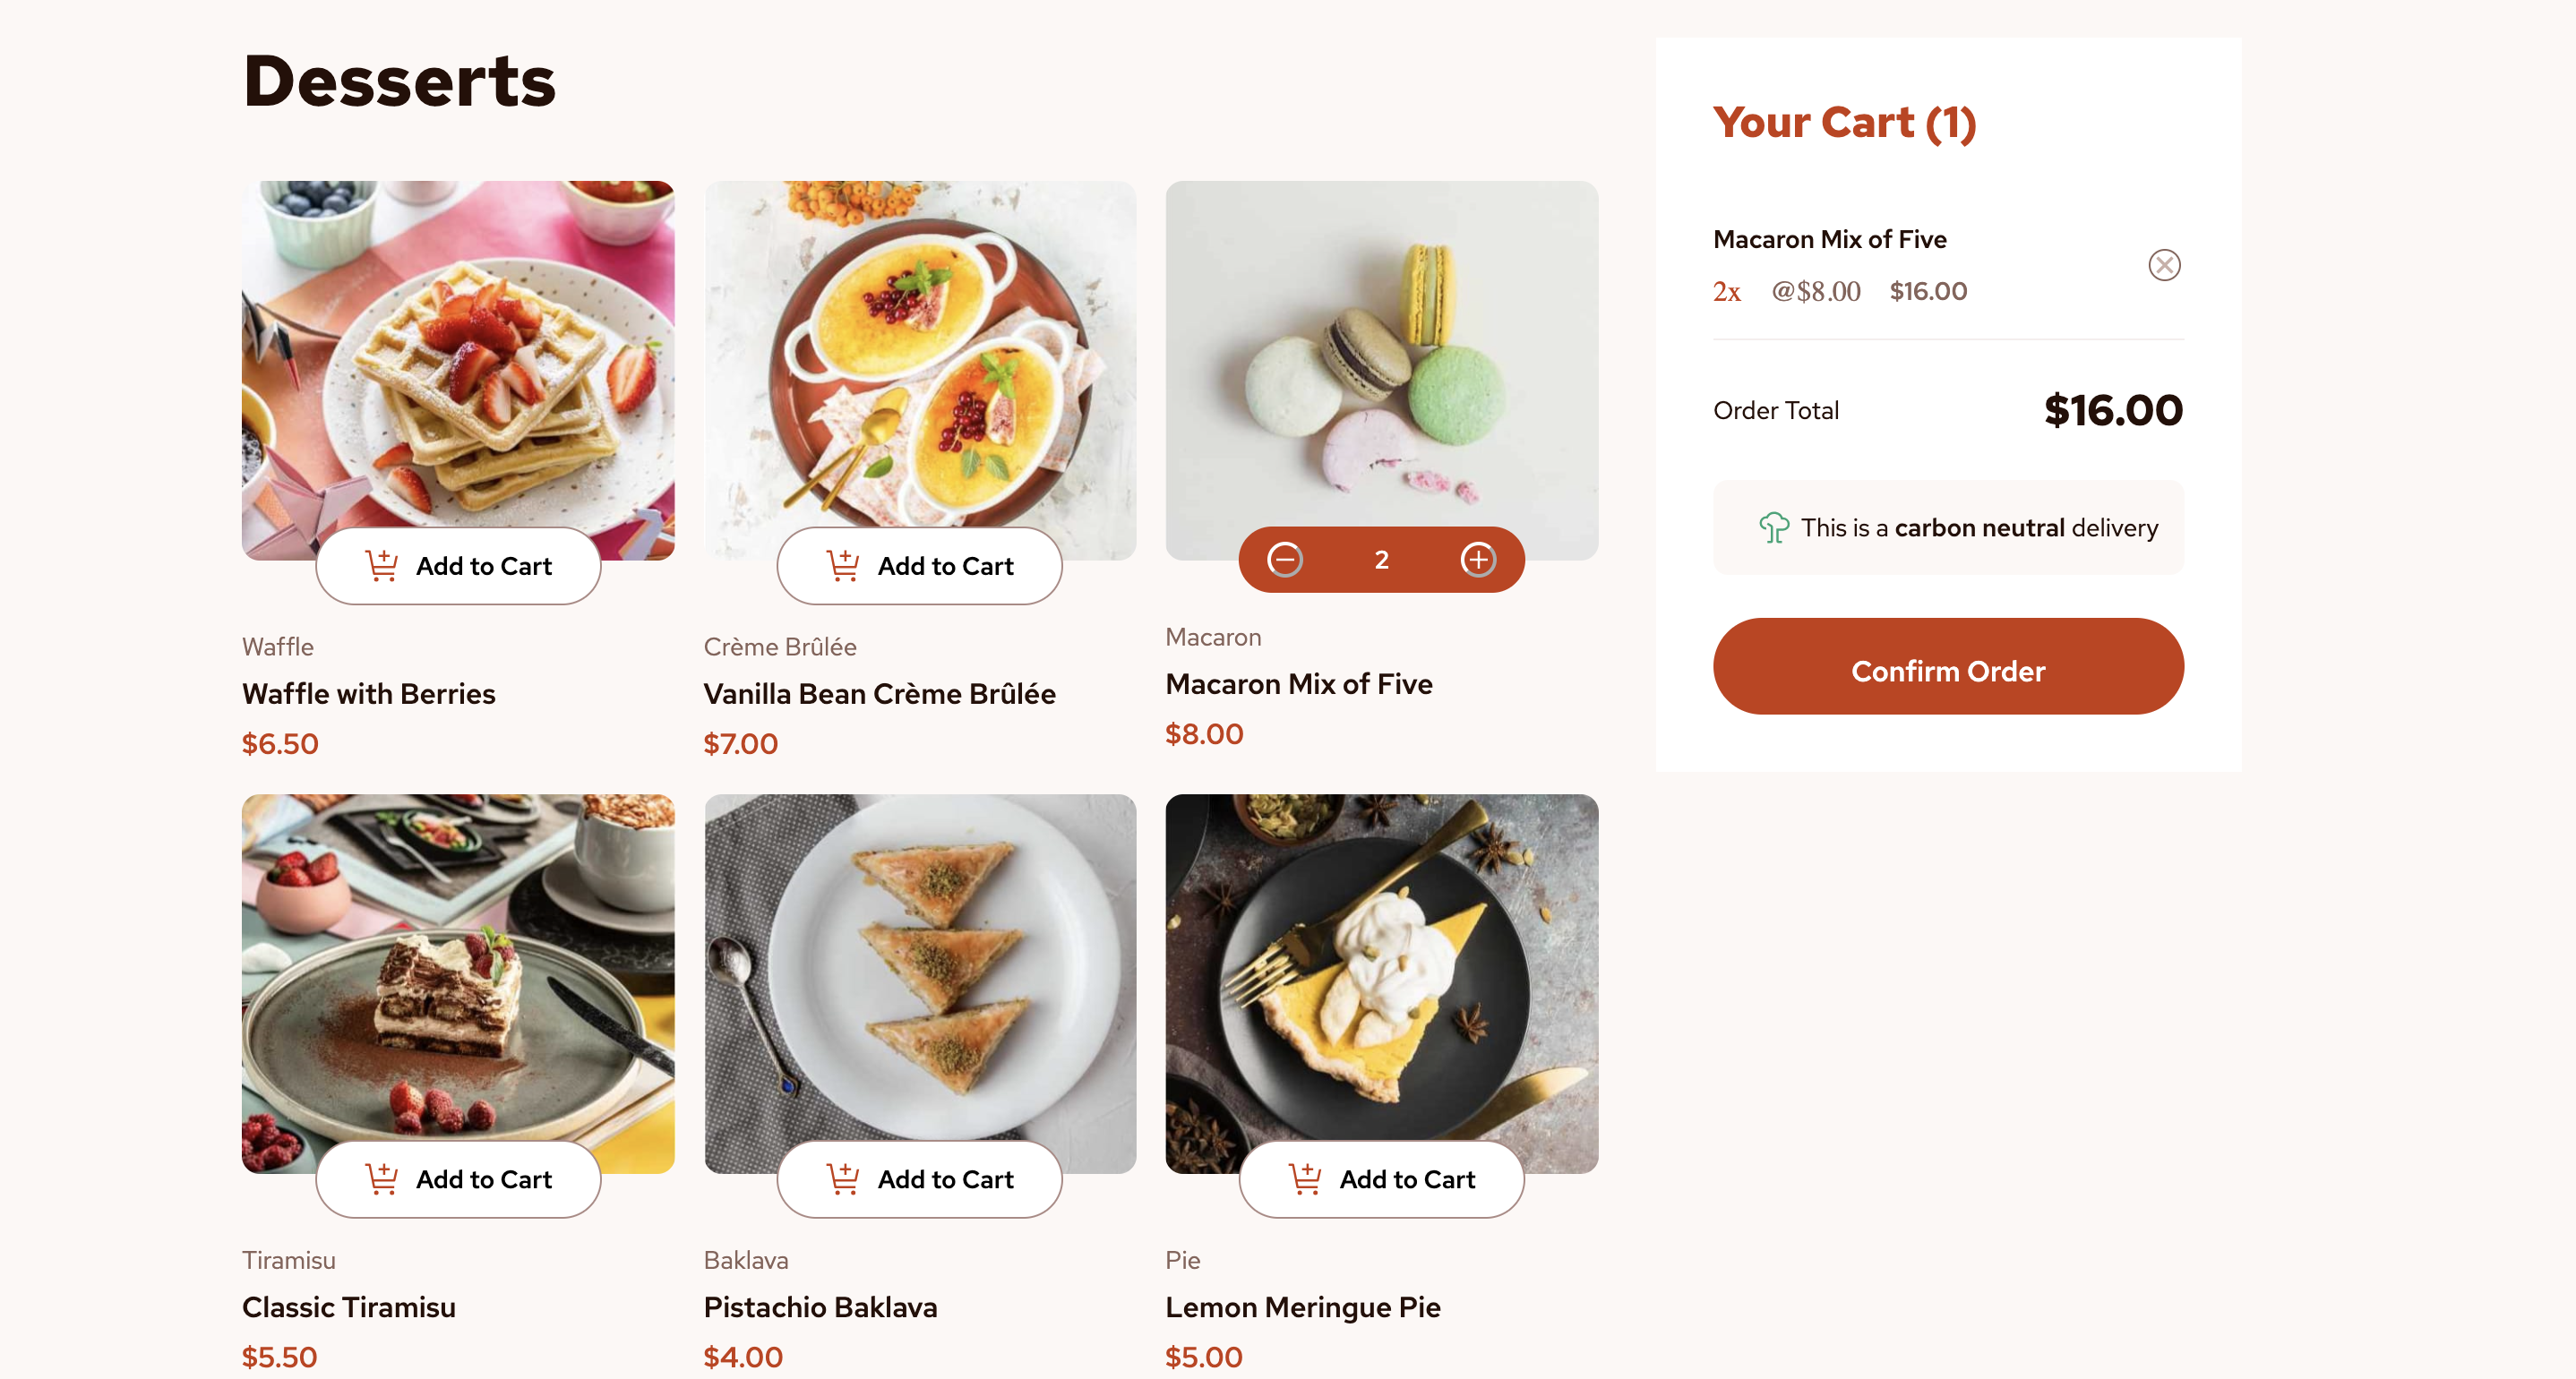 Desserts
Add to Cart
Waffle
Waffle with Berries
$6.50
Add to Cart
Crème Brûlée
Vanilla Bean Crème Brûlée
$7.00
2
Macaron
Macaron Mix of Five
$8.00
Add to Cart
Tiramisu
Classic Tiramisu
$5.50
Add to Cart
Baklava
Pistachio Baklava
$4.00
Add to Cart
Pie
Lemon Meringue Pie
$5.00
Your Cart (1)
Macaron Mix of Five
2x @$8.00 $16.00
Order Total $16.00
This is a carbon neutral delivery
Confirm Order